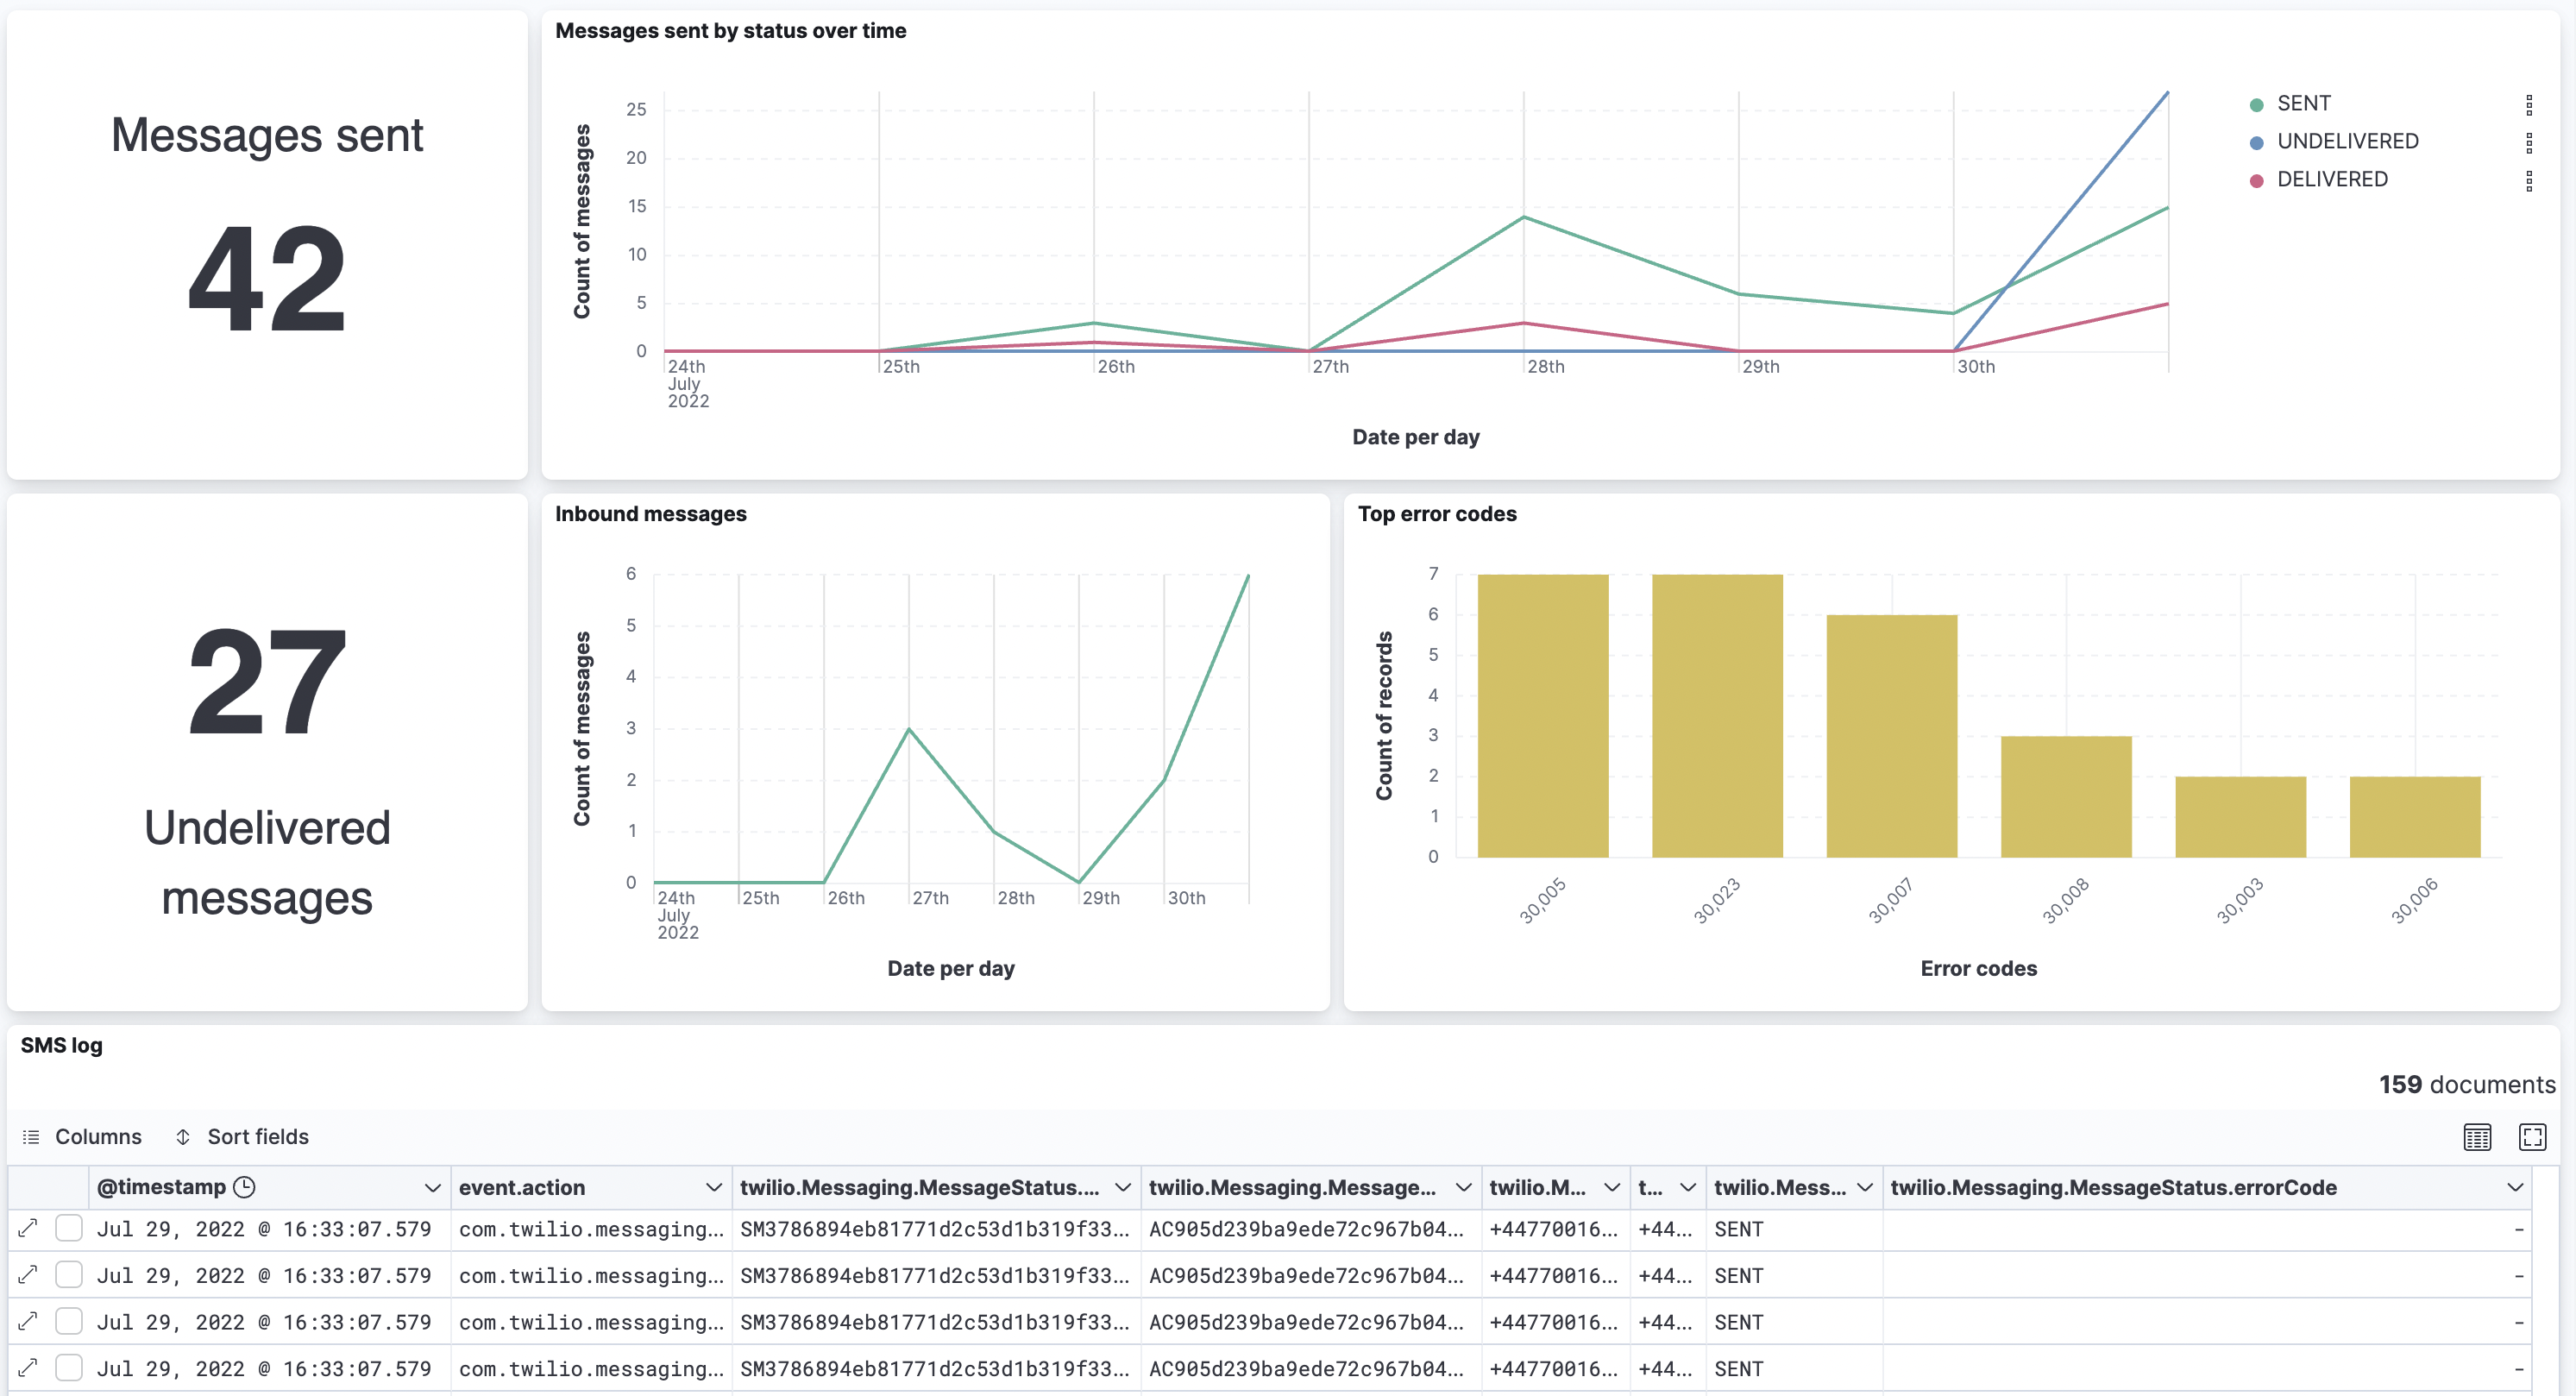 Messages sent
42
Messages sent by status over time
Count of messages
25
20
15
10
5
0
24th
July
2022
25th
26th
27th
28th
29th
30th
Date per day
SENT
UNDELIVERED
DELIVERED
27
Undelivered
messages
Inbound messages
Count of messages
6
5
4
3
2
1
0
24th
July
2022
25th
26th
27th
28th
29th
30th
Date per day
Top error codes
Count of records
7
6
5
4
3
2
1
0
30,005
30,023
30,007
30,008
30,003
30,006
Error codes
SMS log
159 documents
Columns Sort fields
@timestamp event.action twilio.Messaging.MessageStatus.... twilio.Messaging.Message... twilio.M... t... twilio.Mess... twilio.Messaging.MessageStatus.errorCode
Jul 29, 2022 @ 16:33:07.579 com.twilio.messaging... SM3786894eb81771d2c53d1b319f33... AC905d239ba9ede72c967b04... +44770016... +44... SENT -
Jul 29, 2022 @ 16:33:07.579 com.twilio.messaging... SM3786894eb81771d2c53d1b319f33... AC905d239ba9ede72c967b04... +44770016... +44... SENT -
Jul 29, 2022 @ 16:33:07.579 com.twilio.messaging... SM3786894eb81771d2c53d1b319f33... AC905d239ba9ede72c967b04... +44770016... +44... SENT -
Jul 29, 2022 @ 16:33:07.579 com.twilio.messaging... SM3786894eb81771d2c53d1b319f33... AC905d239ba9ede72c967b04... +44770016... +44... SENT -